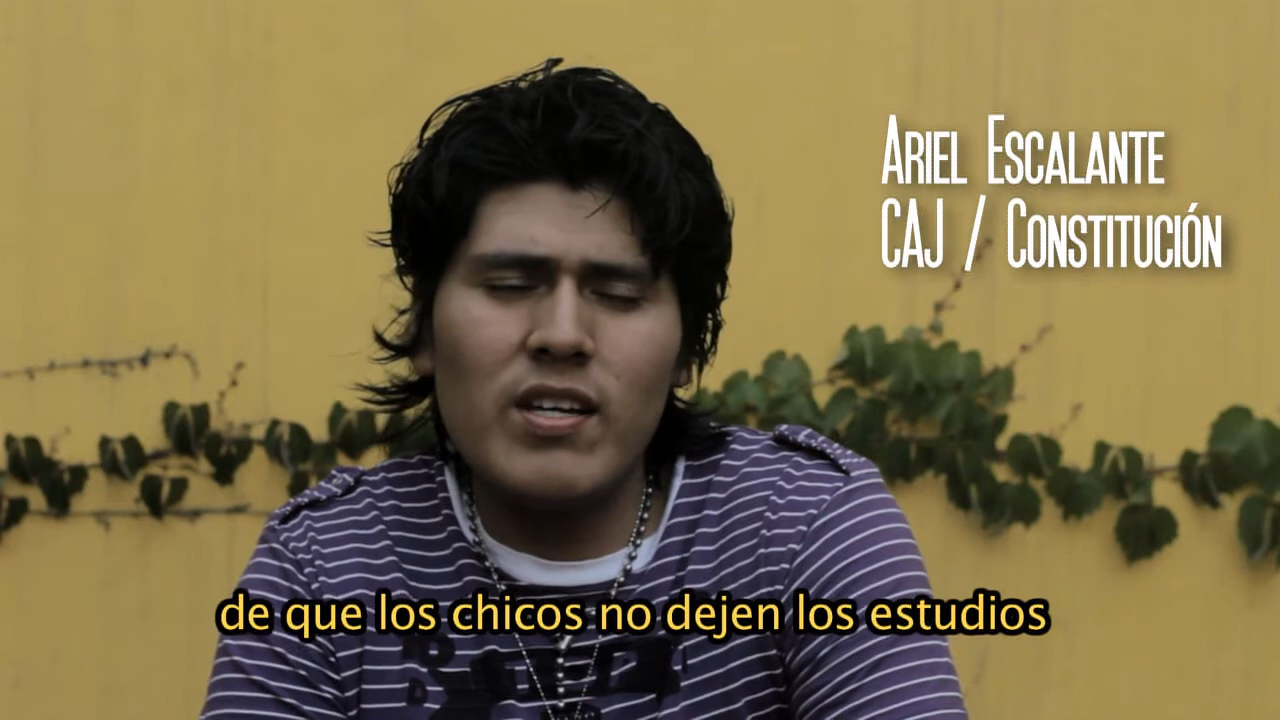 ARIEL ESCALANTE
CAJ / CONSTITUCIÓN
de que los chicos no dejen los estudios